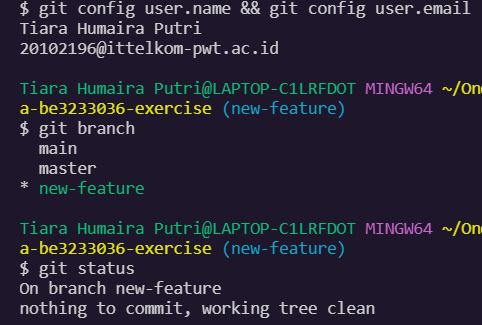 $ git config user.name && git config user.email
Tiara Humaira Putri
20102196@ittelkom-pwt.ac.id
Tiara Humaira Putri@LAPTOP-C1LRFDOT MINGW64 ~/On
a-be3233036-exercise (new-feature)
$ git branch
  main
  master
* new-feature
Tiara Humaira Putri@LAPTOP-C1LRFDOT MINGW64 ~/On
a-be3233036-exercise (new-feature)
$ git status
On branch new-feature
nothing to commit, working tree clean